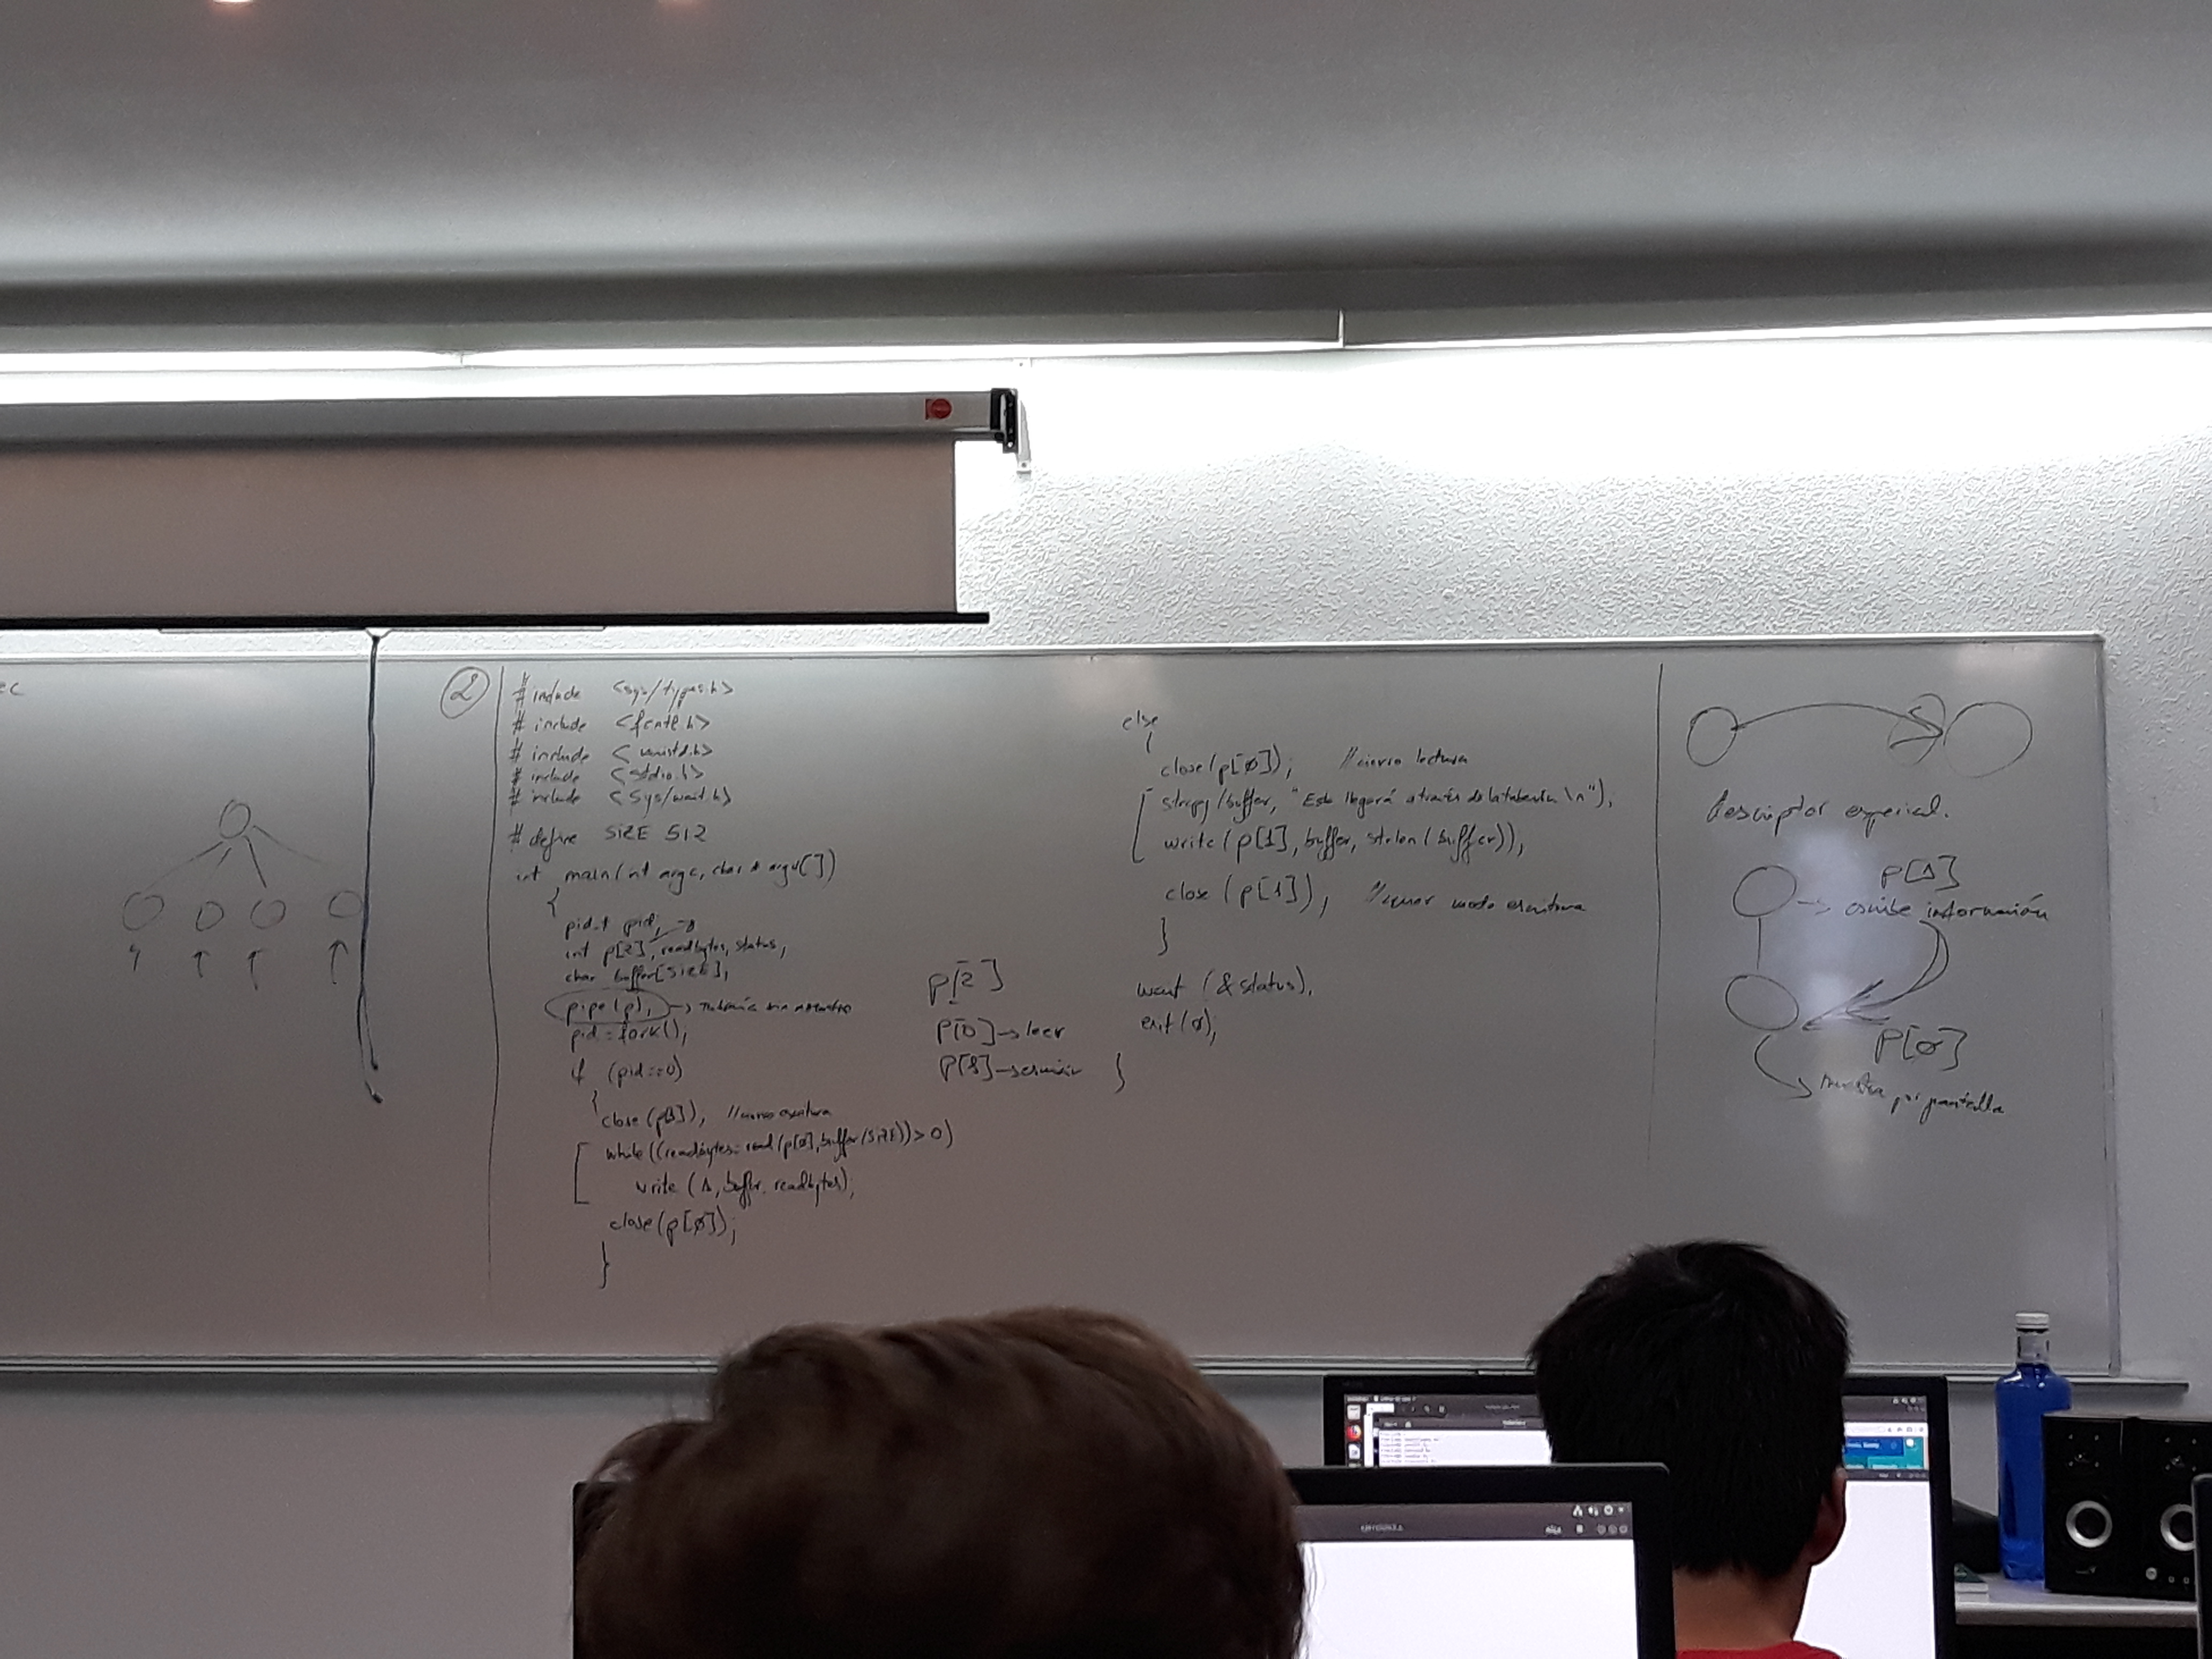 2
#include <sys/types.h>
#include <fcntl.h>
#include <unistd.h>
#include <stdio.h>
#include <sys/wait.h>
#define SIZE 512
int main(int argc, char * argv[])
{
pid_t pid;
int p[2], readbytes, status;
char buffer[SIZE];
pipe(p); → Tubería sin nombre
pid=fork();
if (pid==0)
{
close(p[1]); //cierro escritura
while((readbytes=read(p[0],buffer,SIZE))>0)
write(1, buffer, readbytes);
close(p[0]);
}
p[2]
p[0]→leer
p[1]→escribir
else
{
close(p[0]); //cierro lectura
strcpy(buffer, "Esto llegará a través de la tubería \n");
write(p[1], buffer, strlen(buffer));
close(p[1]); modo escritura
}
wait (&status);
exit(0);
}
Descriptor especial.
p[1]
→ escribe información
p[0]
muestra por pantalla